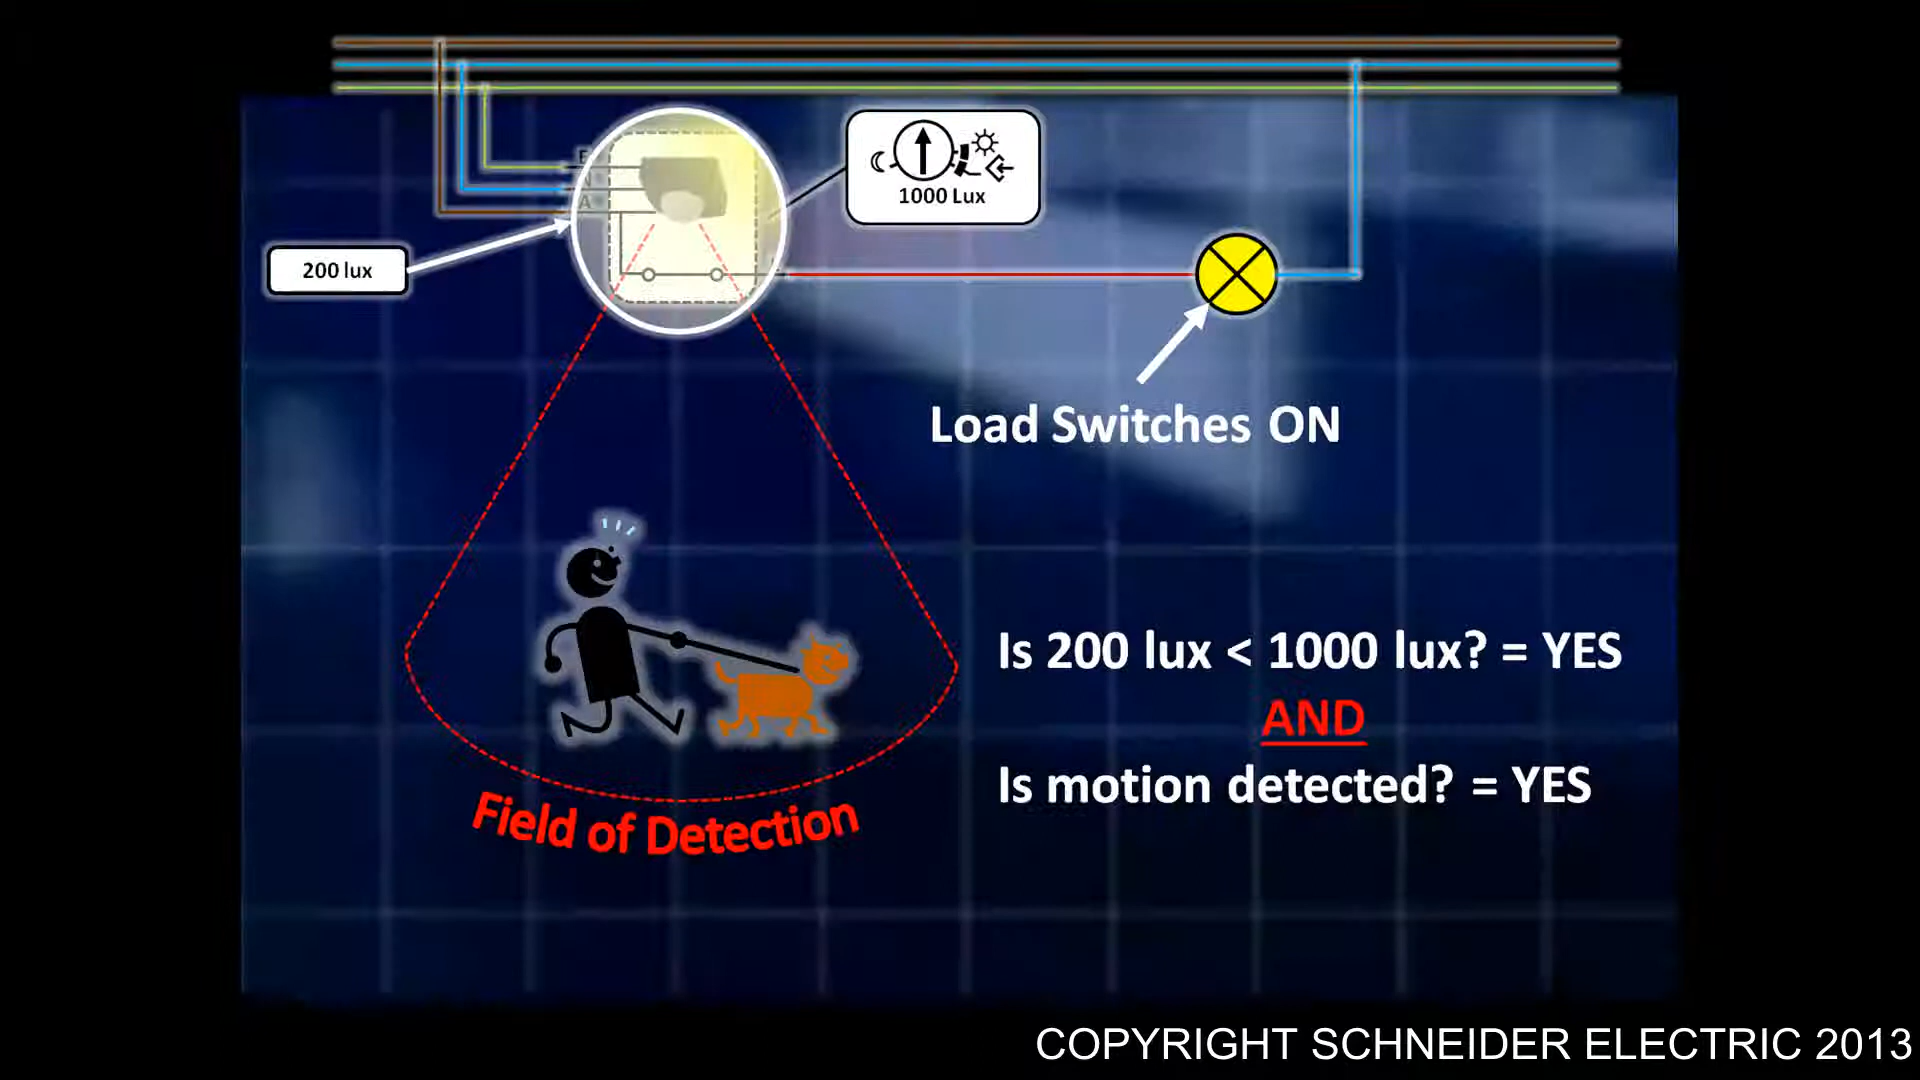 E
N
A
1000 Lux
200 lux
Load Switches ON
Is 200 lux < 1000 lux? = YES
AND
Is motion detected? = YES
Field of Detection
COPYRIGHT SCHNEIDER ELECTRIC 2013